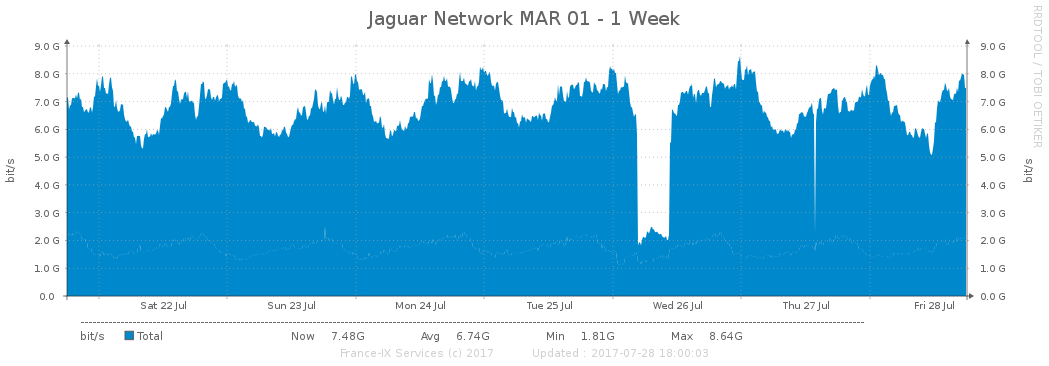 Jaguar Network MAR 01 - 1 Week
RRDTOOL / TOBI OETIKER
bit/s
bit/s
9.0 G 9.0 G
8.0 G 8.0 G
7.0 G 7.0 G
6.0 G 6.0 G
5.0 G 5.0 G
4.0 G 4.0 G
3.0 G 3.0 G
2.0 G 2.0 G
1.0 G 1.0 G
0.0 0.0 G
Sat 22 Jul Sun 23 Jul Mon 24 Jul Tue 25 Jul Wed 26 Jul Thu 27 Jul Fri 28 Jul
bit/s Total Now 7.48G Avg 6.74G Min 1.81G Max 8.64G
France-IX Services (c) 2017 Updated : 2017-07-28 18:00:03